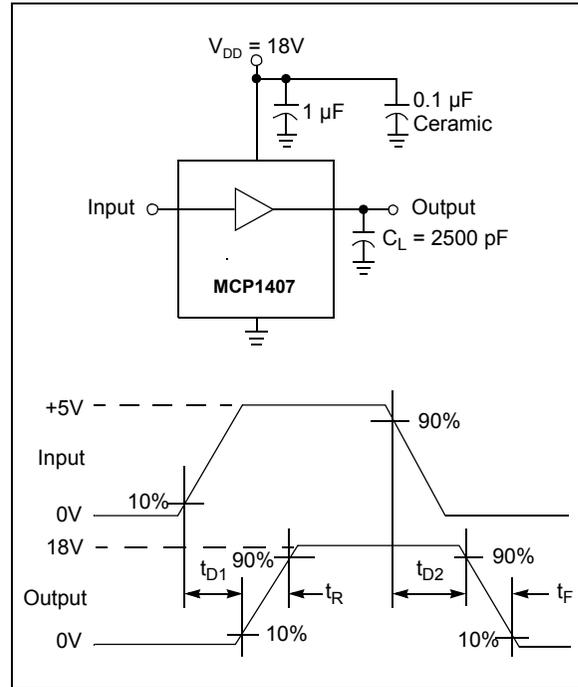 V_DD = 18V
1 µF
0.1 µF
Ceramic
Input
Output
C_L = 2500 pF
MCP1407
+5V
Input
0V
10%
90%
18V
Output
0V
t_D1
90%
10%
t_R
t_D2
90%
10%
t_F